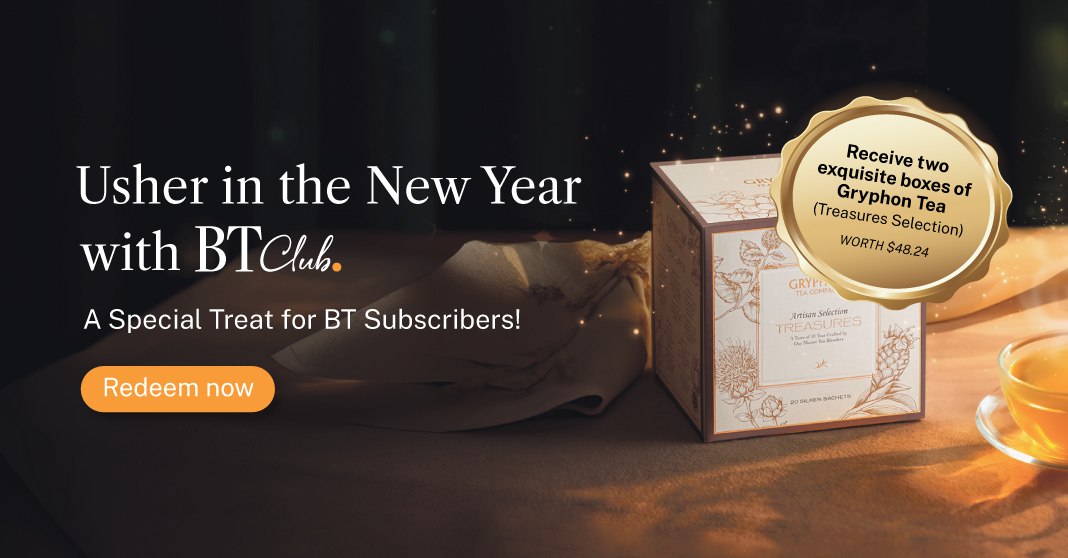 Usher in the New Year
with BT Club.
A Special Treat for BT Subscribers!
Redeem now
Receive two
exquisite boxes of
Gryphon Tea
(Treasures Selection)
WORTH $48.24
TEA COMPANY
Artisan Selection
TREASURES
A Taste of 10 Teas Crafted by
Our Master Tea Blenders
20 SILKEN SACHETS